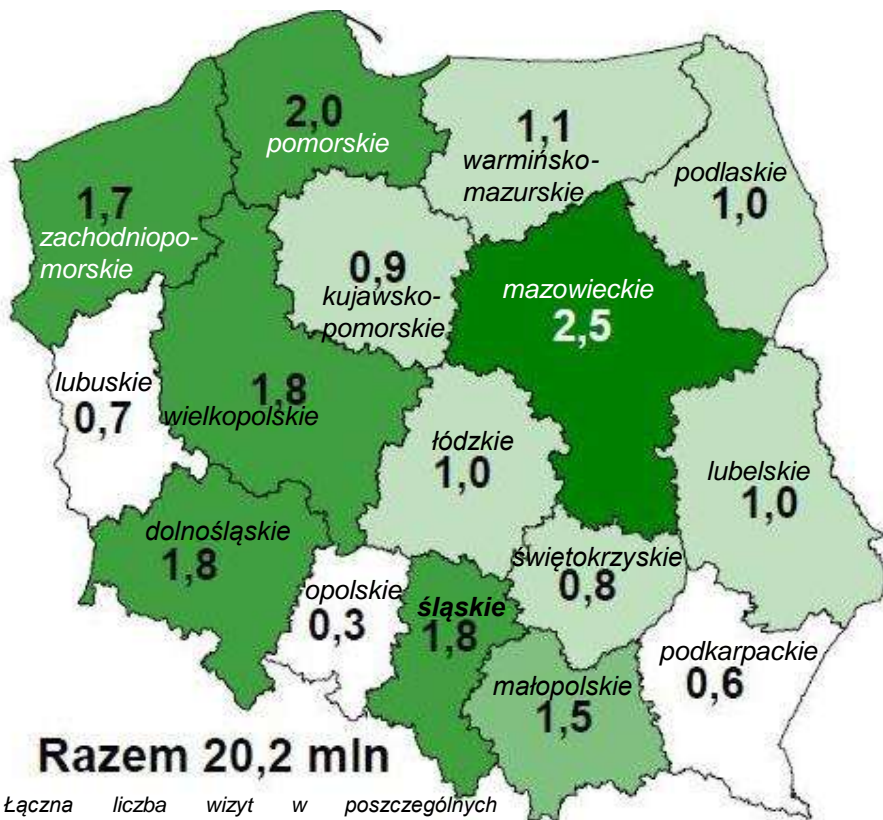 2,0
pomorskie
1,1
warmińsko-
mazurskie
podlaskie
1,0
1,7
zachodniopo-
morskie
0,9
kujawsko-
pomorskie
mazowieckie
2,5
lubuskie
0,7
1,8
wielkopolskie
łódzkie
1,0
lubelskie
1,0
dolnośląskie
1,8
świętokrzyskie
0,8
opolskie
0,3
śląskie
1,8
podkarpackie
0,6
małopolskie
1,5
Razem 20,2 mln
Łączna liczba wizyt w poszczególnych